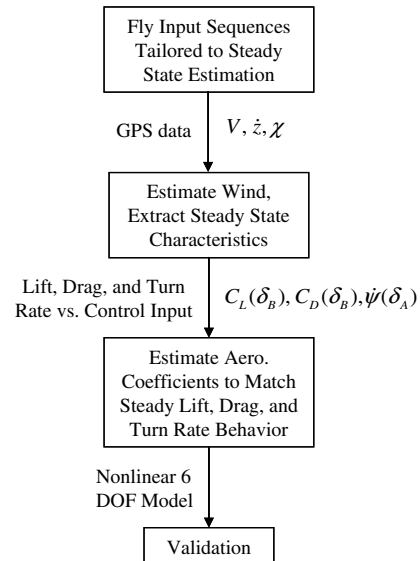 Fly Input Sequences
Tailored to Steady
State Estimation
GPS data
V, ż, χ
Estimate Wind,
Extract Steady State
Characteristics
Lift, Drag, and Turn
Rate vs. Control Input
C_L(δ_B), C_D(δ_B), ψ̇(δ_A)
Estimate Aero.
Coefficients to Match
Steady Lift, Drag, and
Turn Rate Behavior
Nonlinear 6
DOF Model
Validation